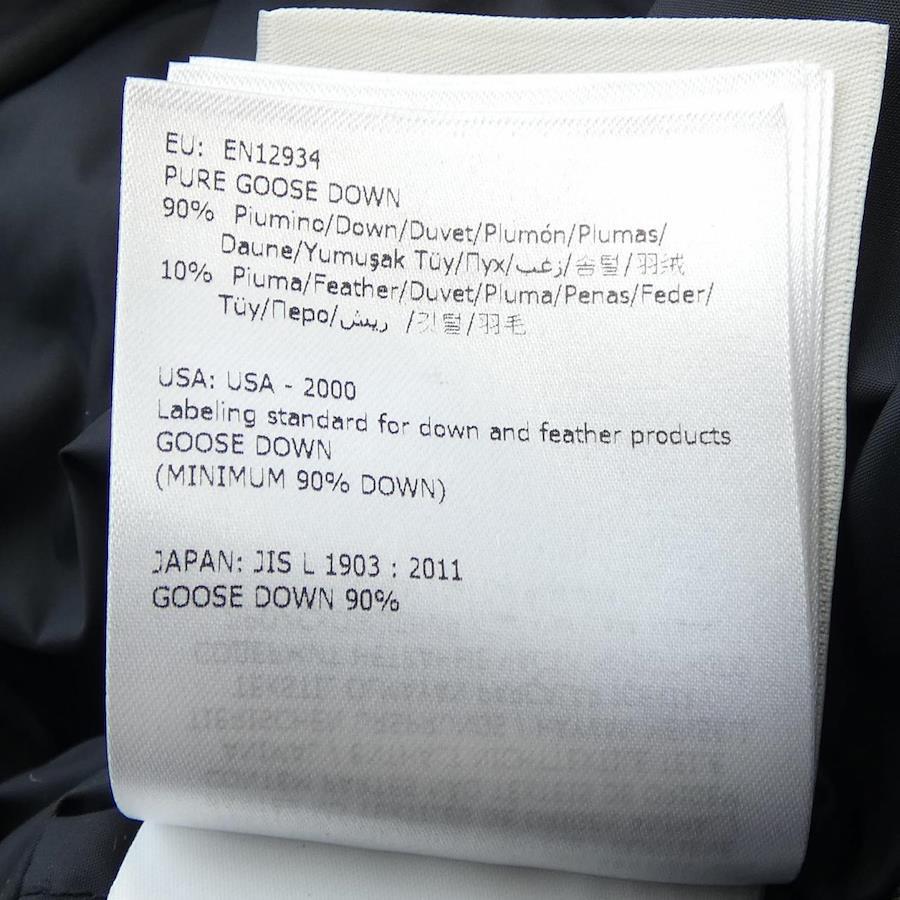 EU: EN12934
PURE GOOSE DOWN
90% Piumino/Down/Duvet/Plumón/Plumas/
Daune/Yumuşak Tüy/Пух/زغب/솜털/羽绒
10% Piuma/Feather/Duvet/Pluma/Penas/Feder/
Tüy/Перо/ريش /깃털/羽毛
USA: USA - 2000
Labeling standard for down and feather products
GOOSE DOWN
(MINIMUM 90% DOWN)
JAPAN: JIS L 1903 : 2011
GOOSE DOWN 90%